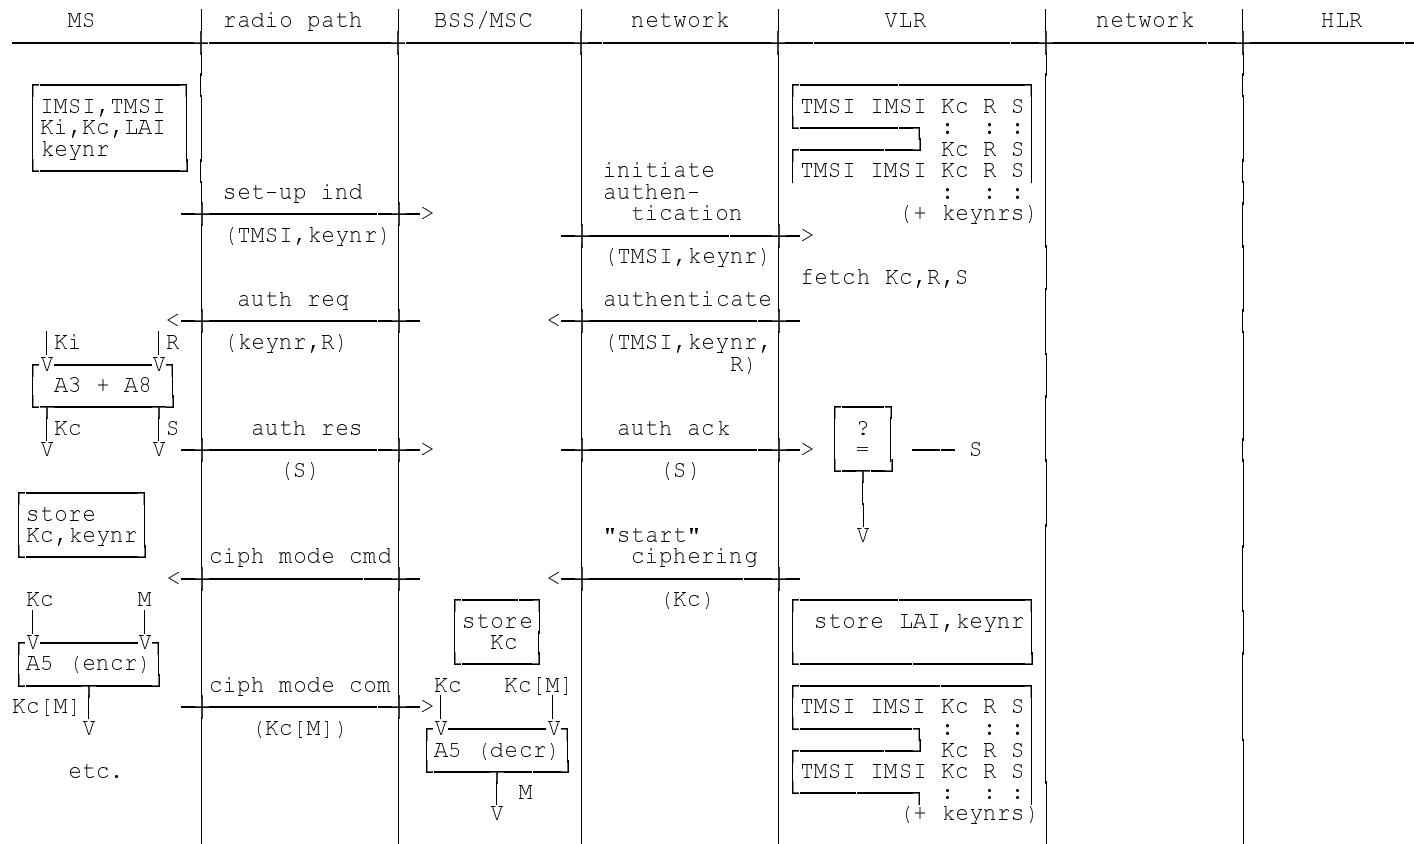 MS radio path BSS/MSC network VLR network HLR
IMSI,TMSI TMSI IMSI Kc R S
Ki,Kc,LAI : : :
keynr Kc R S
initiate TMSI IMSI Kc R S
set-up ind authen- : : :
> tication (+ keynrs)
(TMSI,keynr) >
(TMSI,keynr)
fetch Kc,R,S
auth req authenticate
< <
Ki R (keynr,R) (TMSI,keynr,
V V R)
A3 + A8
Kc S auth res auth ack ?
V V > > = S
(S) (S)
store
Kc,keynr "start" V
ciph mode cmd ciphering
< <
Kc M (Kc)
store store LAI,keynr
V V Kc
A5 (encr)
ciph mode com Kc Kc[M]
Kc[M] > TMSI IMSI Kc R S
V (Kc[M]) V V : : :
A5 (decr) Kc R S
etc. TMSI IMSI Kc R S
M : : :
V (+ keynrs)